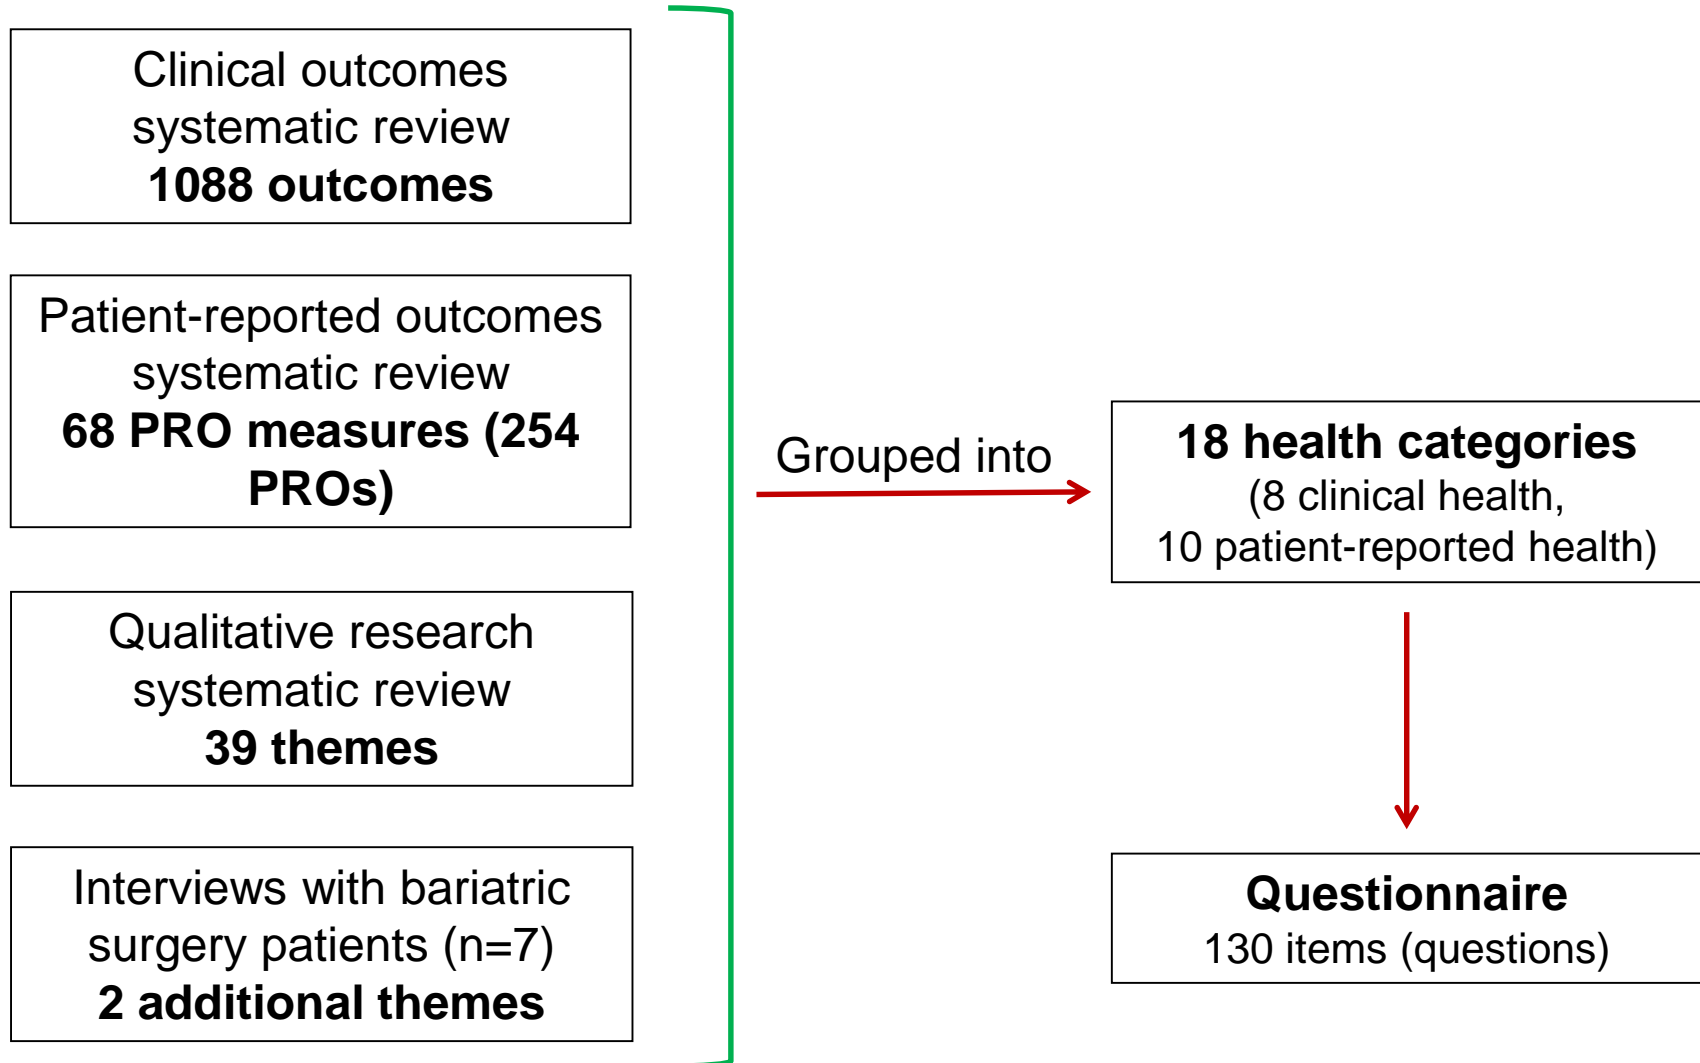 Clinical outcomes
systematic review
1088 outcomes
Patient-reported outcomes
systematic review
68 PRO measures (254
PROs)
Qualitative research
systematic review
39 themes
Interviews with bariatric
surgery patients (n=7)
2 additional themes
Grouped into
18 health categories
(8 clinical health,
10 patient-reported health)
Questionnaire
130 items (questions)